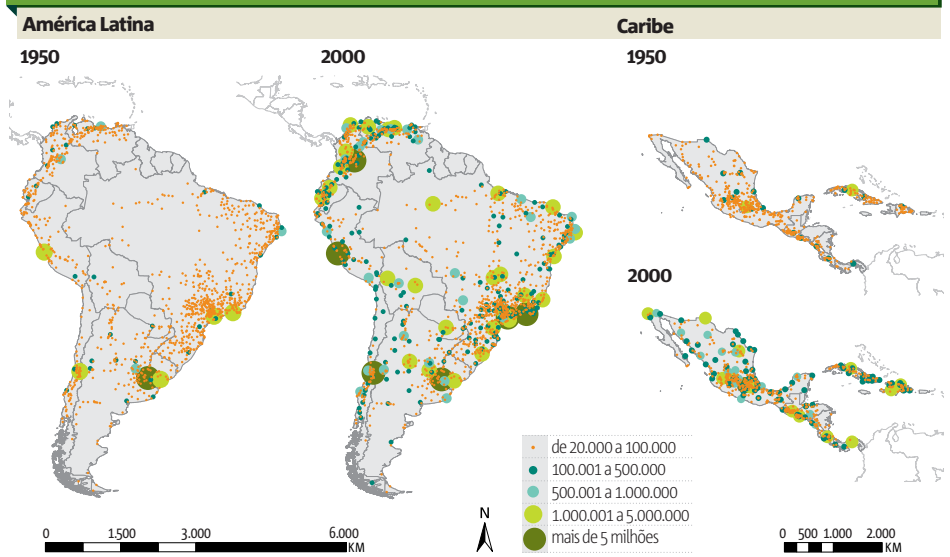 América Latina
Caribe
1950
2000
1950
2000
de 20.000 a 100.000
100.001 a 500.000
500.001 a 1.000.000
1.000.001 a 5.000.000
mais de 5 milhões
N
0 1.500 3.000 6.000
KM
0 500 1.000 2.000
KM